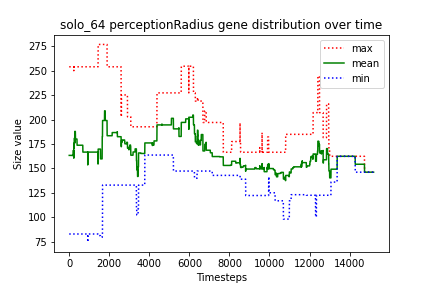 solo_64 perceptionRadius gene distribution over time
max
mean
min
Size value
275
250
225
200
175
150
125
100
75
0 2000 4000 6000 8000 10000 12000 14000
Timesteps